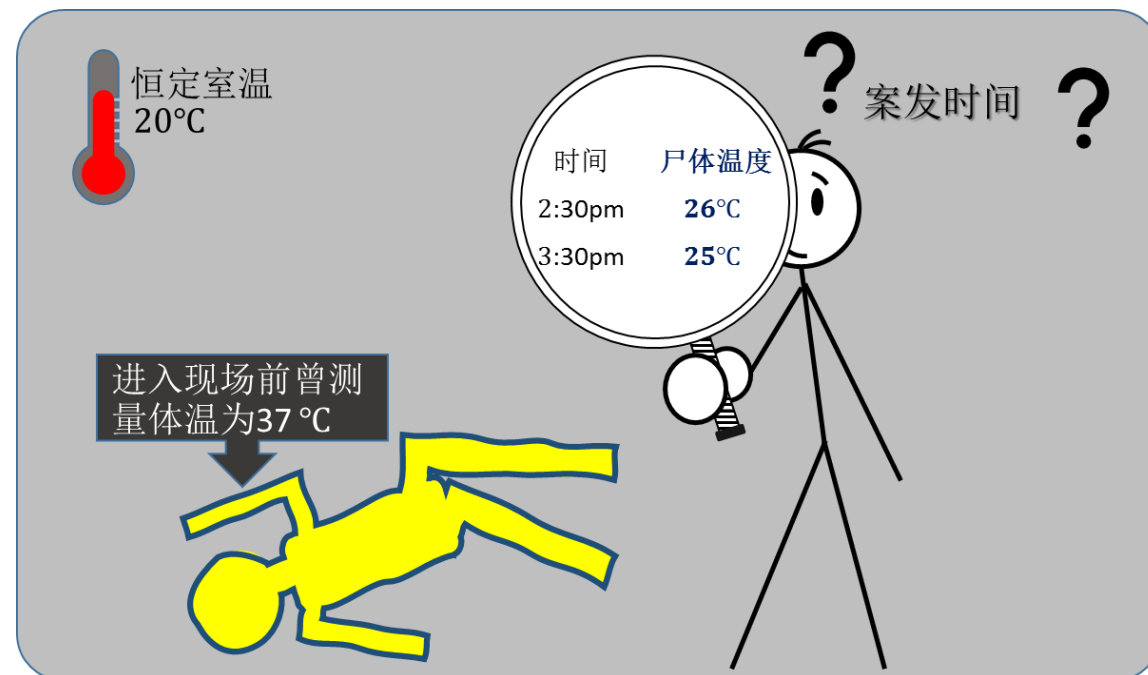 恒定室温
20℃
?
案发时间
?
时间 尸体温度
2:30pm 26℃
3:30pm 25℃
进入现场前曾测
量体温为37 ℃